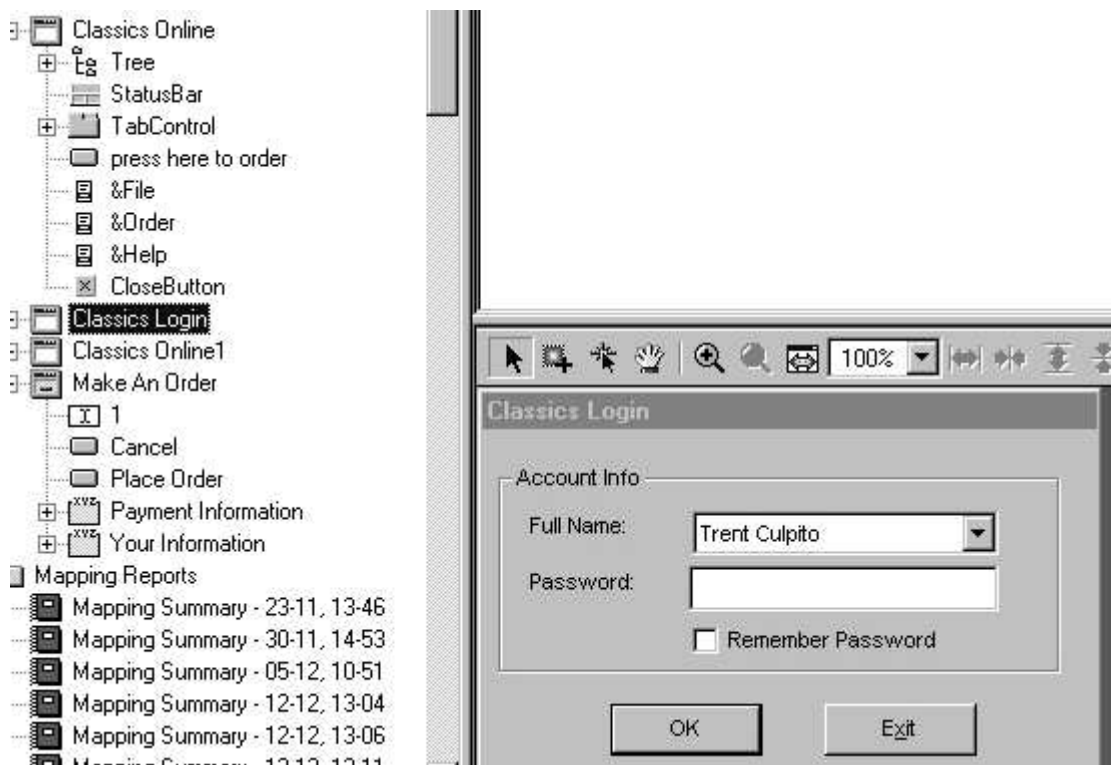 Classics Online
Tree
StatusBar
TabControl
press here to order
&File
&Order
&Help
CloseButton
Classics Login
Classics Online1
Make An Order
1
Cancel
Place Order
Payment Information
Your Information
Mapping Reports
Mapping Summary - 23-11, 13-46
Mapping Summary - 30-11, 14-53
Mapping Summary - 05-12, 10-51
Mapping Summary - 12-12, 13-04
Mapping Summary - 12-12, 13-06
100%
Classics Login
Account Info
Full Name: Trent Culpito
Password:
Remember Password
OK Exit